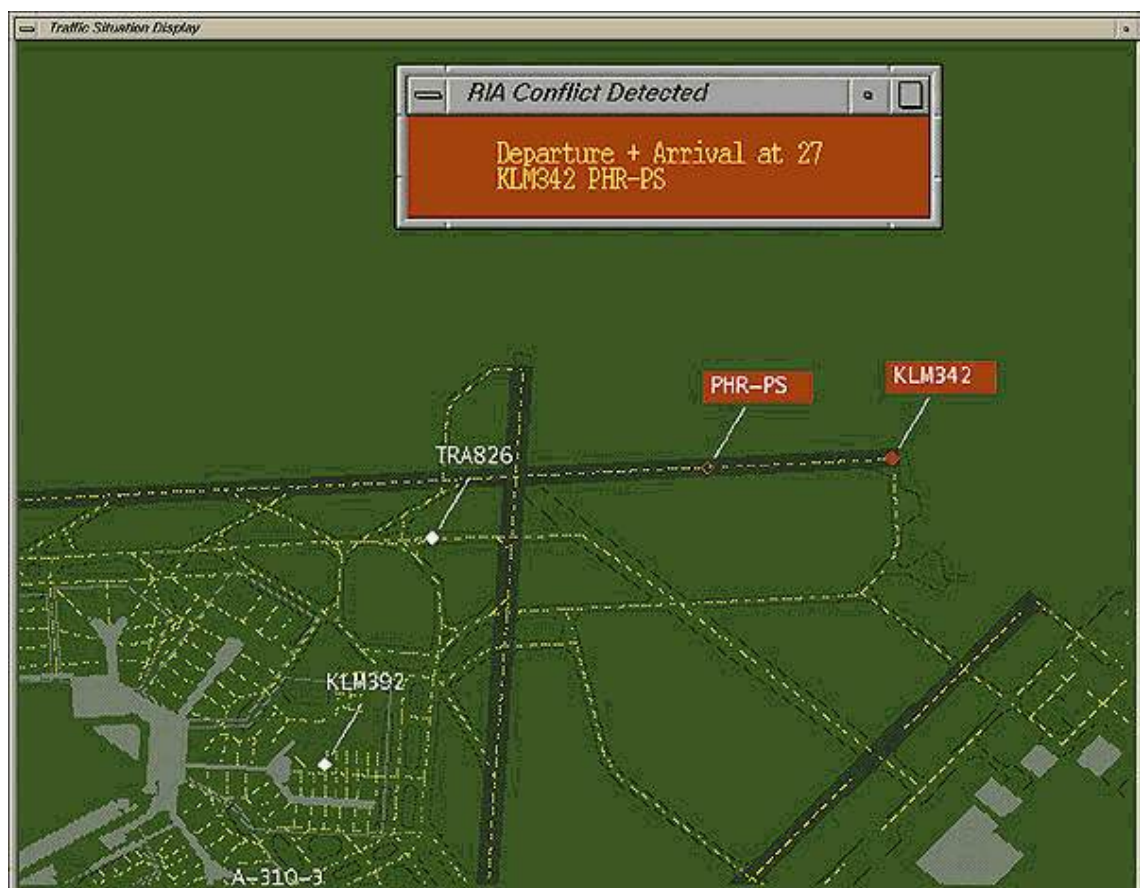 Traffic Situation Display
RIA Conflict Detected
Departure + Arrival at 27
KLM342 PHR-PS
PHR-PS
KLM342
TRA826
KLM392
A-310-3